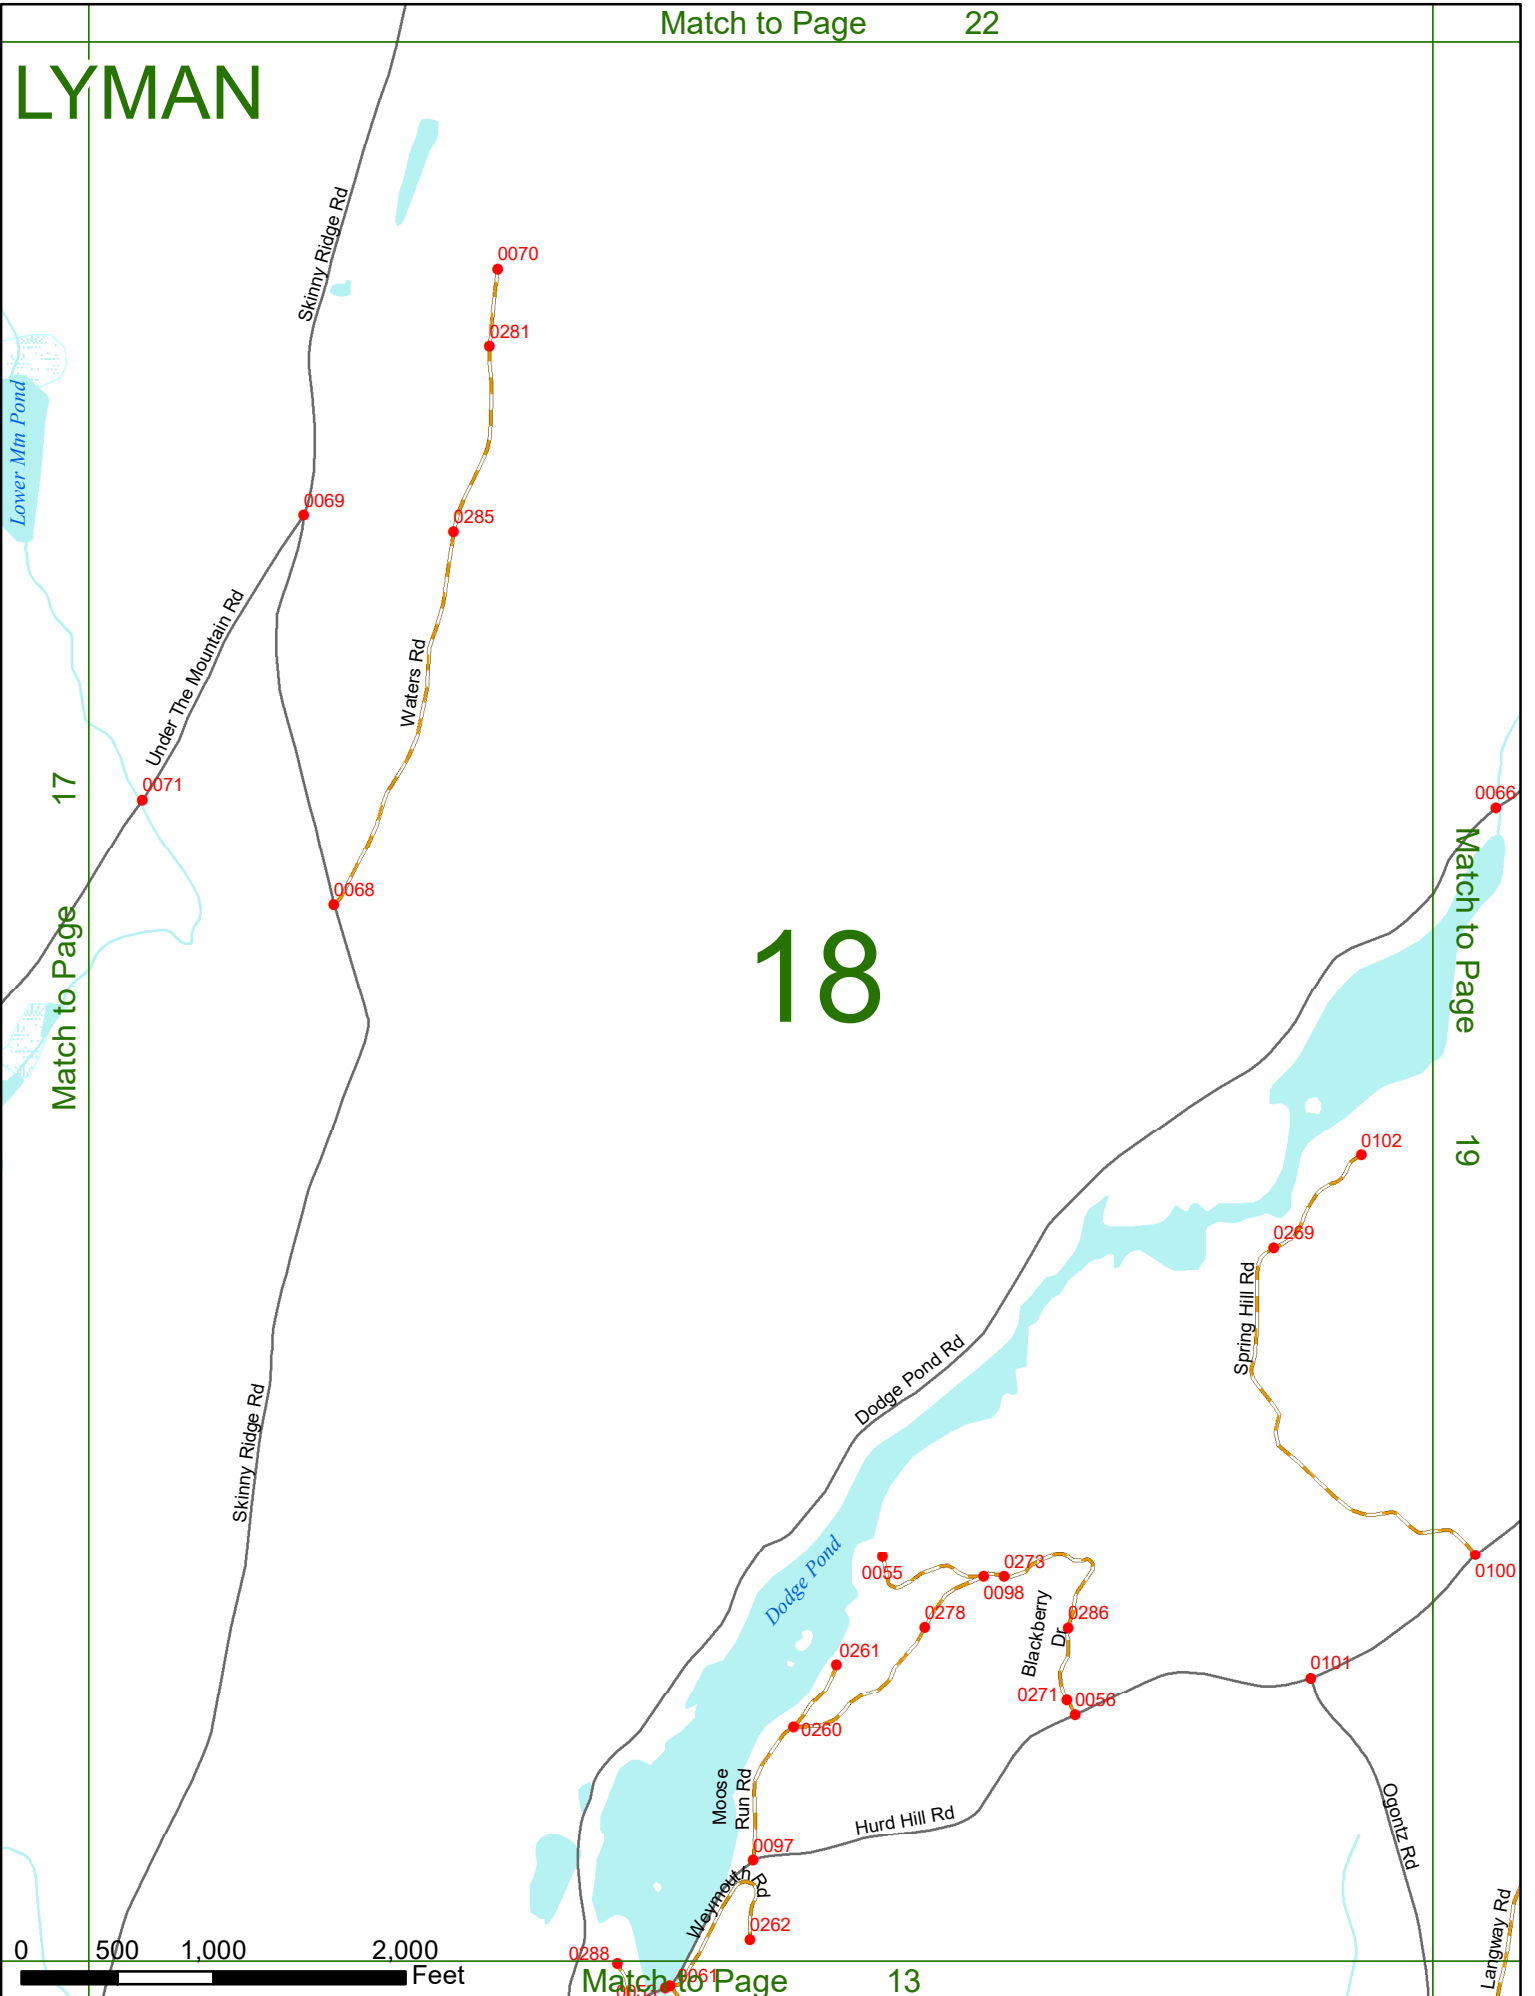 Match to Page 22
LYMAN
Skinny Ridge Rd
0070
0281
Lower Mtn Pond
0069
0285
Under The Mountain Rd
Waters Rd
17
0071
0066
Match to Page
0068
Match to Page
18
19
0102
0269
Spring Hill Rd
Dodge Pond Rd
Skinny Ridge Rd
Dodge Pond
0055
0273
0098
0100
0278
0286
Blackberry
Dr
0261
0101
0271
0056
0260
Moose
Run Rd
Hurd Hill Rd
Ogontz Rd
0097
Weymouth Rd
0262
Langway Rd
0 500 1,000 2,000
Feet
0288
0061
Match to Page 13